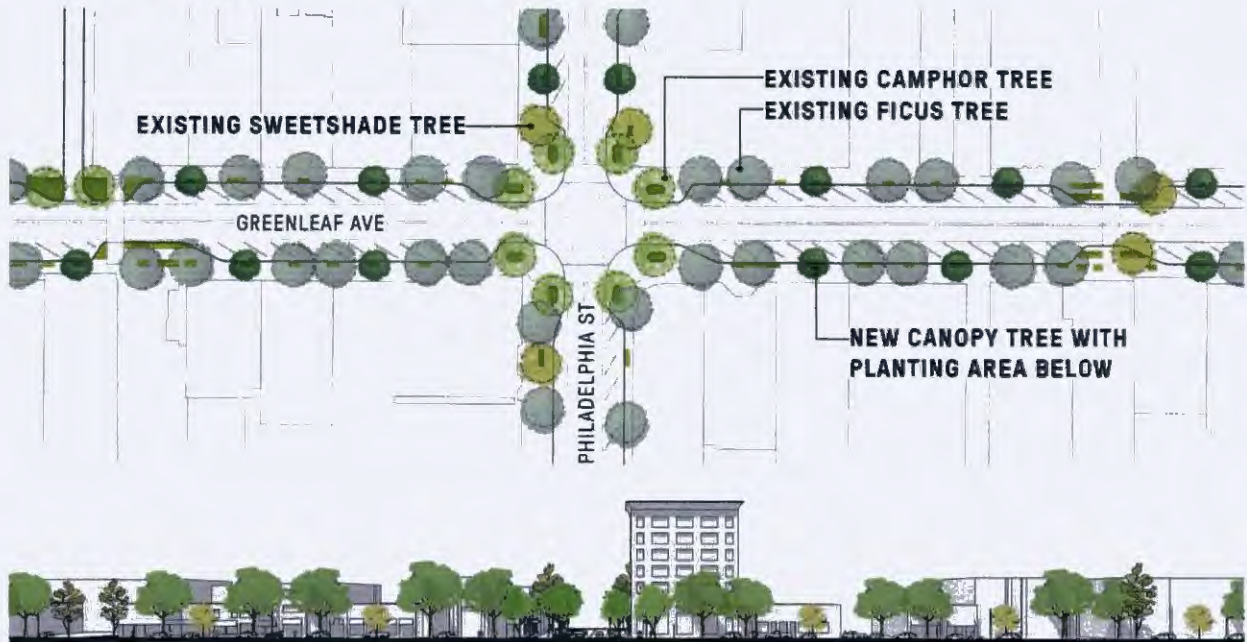 EXISTING CAMPHOR TREE
EXISTING FICUS TREE
EXISTING SWEETSHADE TREE
GREENLEAF AVE
PHILADELPHIA ST
NEW CANOPY TREE WITH
PLANTING AREA BELOW